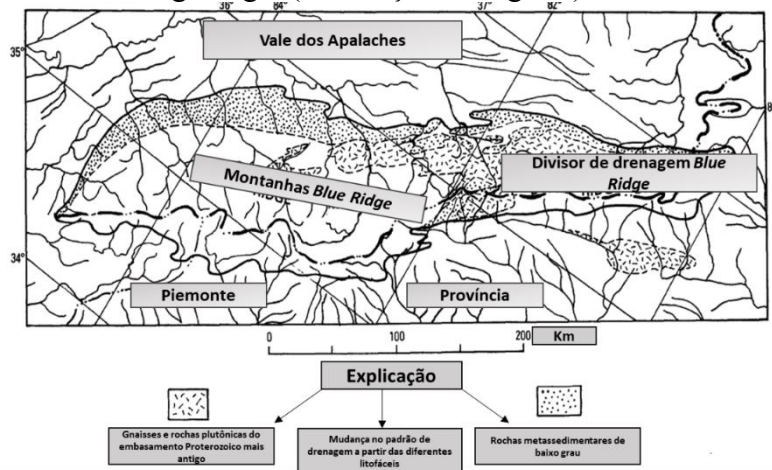 36° 84° 37° 82°
35°
Vale dos Apalaches
Divisor de drenagem Blue
Ridge
Montanhas Blue Ridge
34°
Piemonte
Província
0 100 200 Km
Explicação
Gnaisses e rochas plutônicas do
embasamento Proterozoico mais
antigo
Mudança no padrão de
drenagem a partir das diferentes
litofáceis
Rochas metassedimentares de
baixo grau